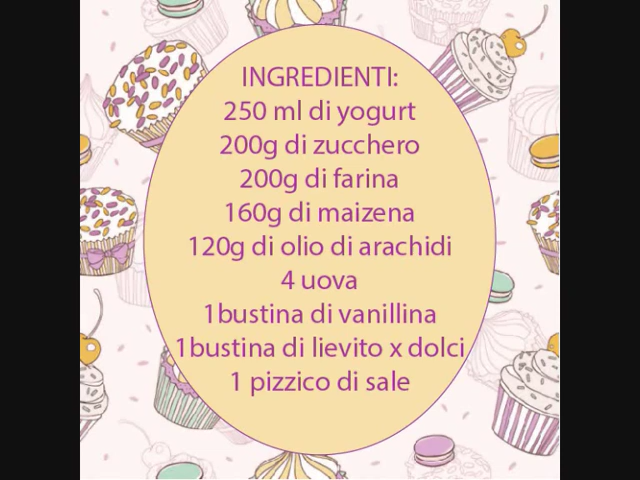 INGREDIENTI:
250 ml di yogurt
200g di zucchero
200g di farina
160g di maizena
120g di olio di arachidi
4 uova
1bustina di vanillina
1bustina di lievito x dolci
1 pizzico di sale